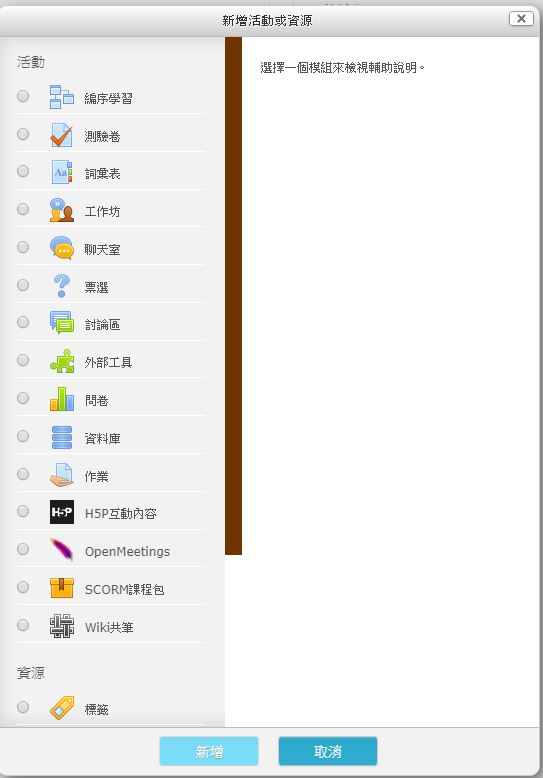 新增活動或資源
活動
選擇一個模組來檢視輔助說明。
編序學習
測驗卷
Aa 詞彙表
工作坊
聊天室
票選
討論區
外部工具
問卷
資料庫
作業
H5P H5P互動內容
OpenMeetings
SCORM課程包
Wiki共筆
資源
標籤
新增 取消